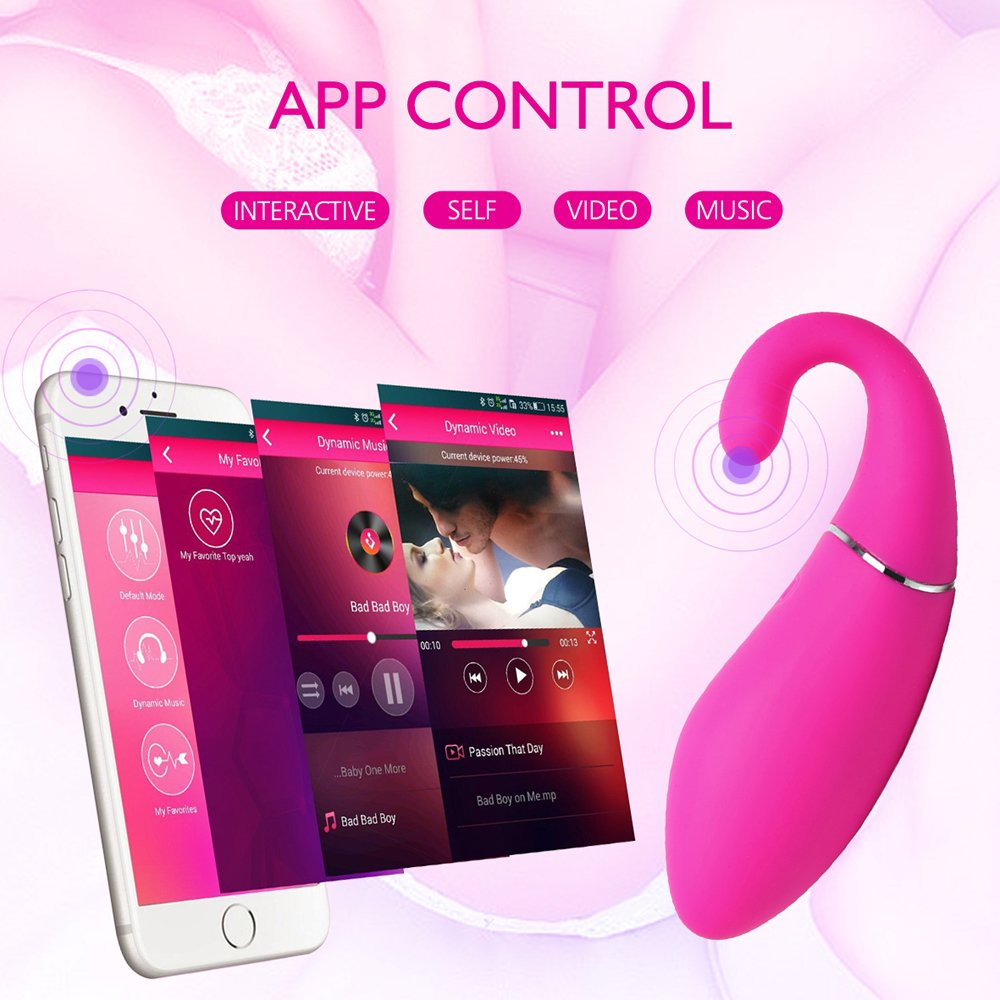 APP CONTROL
INTERACTIVE SELF VIDEO MUSIC
Default Mode
Dynamic Music
My Favorites
My Favo
My Favorite Top yeah
Dynamic Musi
Current device power:4
Bad Bad Boy
...Baby One More
Bad Bad Boy
33% 15:55
Dynamic Video
Current device power:45%
00:10 00:13
Passion That Day
Bad Boy on Me.mp